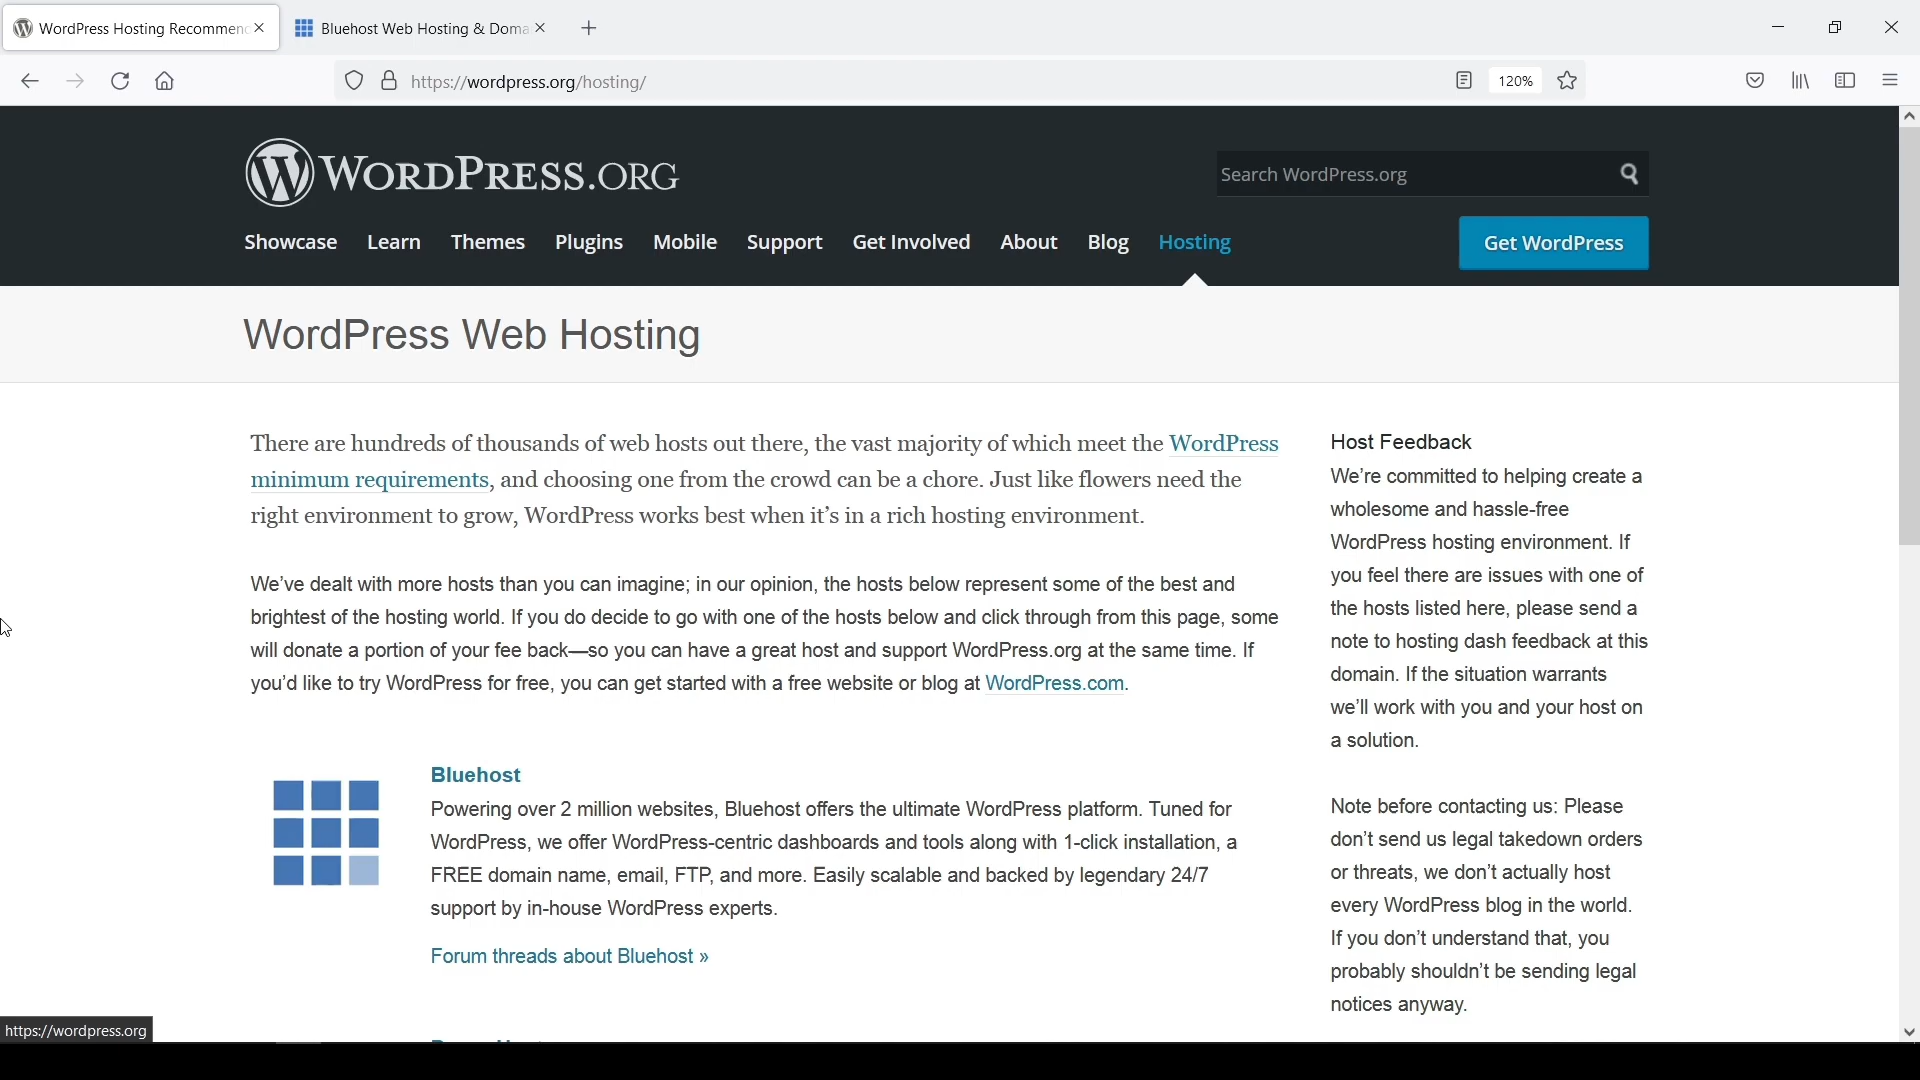 WordPress Hosting Recommen
Bluehost Web Hosting & Doma
https://wordpress.org/hosting/
120%
WORDPRESS.ORG
Search WordPress.org
Showcase Learn Themes Plugins Mobile Support Get Involved About Blog Hosting
Get WordPress
WordPress Web Hosting
There are hundreds of thousands of web hosts out there, the vast majority of which meet the WordPress
minimum requirements, and choosing one from the crowd can be a chore. Just like flowers need the
right environment to grow, WordPress works best when it’s in a rich hosting environment.
We’ve dealt with more hosts than you can imagine; in our opinion, the hosts below represent some of the best and
brightest of the hosting world. If you do decide to go with one of the hosts below and click through from this page, some
will donate a portion of your fee back—so you can have a great host and support WordPress.org at the same time. If
you’d like to try WordPress for free, you can get started with a free website or blog at WordPress.com.
Bluehost
Powering over 2 million websites, Bluehost offers the ultimate WordPress platform. Tuned for
WordPress, we offer WordPress-centric dashboards and tools along with 1-click installation, a
FREE domain name, email, FTP, and more. Easily scalable and backed by legendary 24/7
support by in-house WordPress experts.
Forum threads about Bluehost »
Host Feedback
We’re committed to helping create a
wholesome and hassle-free
WordPress hosting environment. If
you feel there are issues with one of
the hosts listed here, please send a
note to hosting dash feedback at this
domain. If the situation warrants
we’ll work with you and your host on
a solution.
Note before contacting us: Please
don’t send us legal takedown orders
or threats, we don’t actually host
every WordPress blog in the world.
If you don’t understand that, you
probably shouldn’t be sending legal
notices anyway.
https://wordpress.org